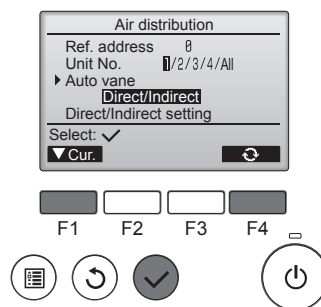 Air distribution
Ref. address 0
Unit No. 1/2/3/4/All
Auto vane
Direct/Indirect
Direct/Indirect setting
Select: ✓
▼Cur.
F1 F2 F3 F4